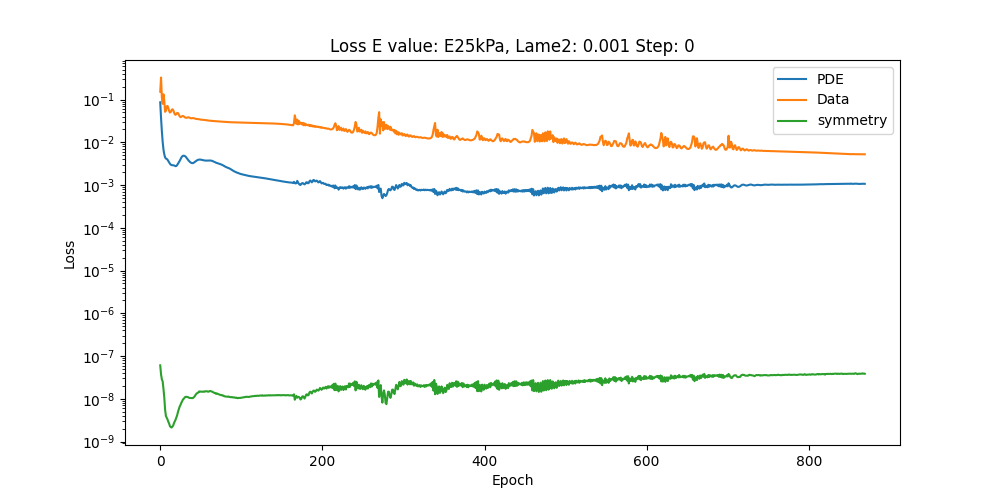 Loss E value: E25kPa, Lame2: 0.001 Step: 0
PDE
Data
symmetry
10⁻¹
10⁻²
10⁻³
10⁻⁴
10⁻⁵
10⁻⁶
10⁻⁷
10⁻⁸
10⁻⁹
Loss
0 200 400 600 800
Epoch